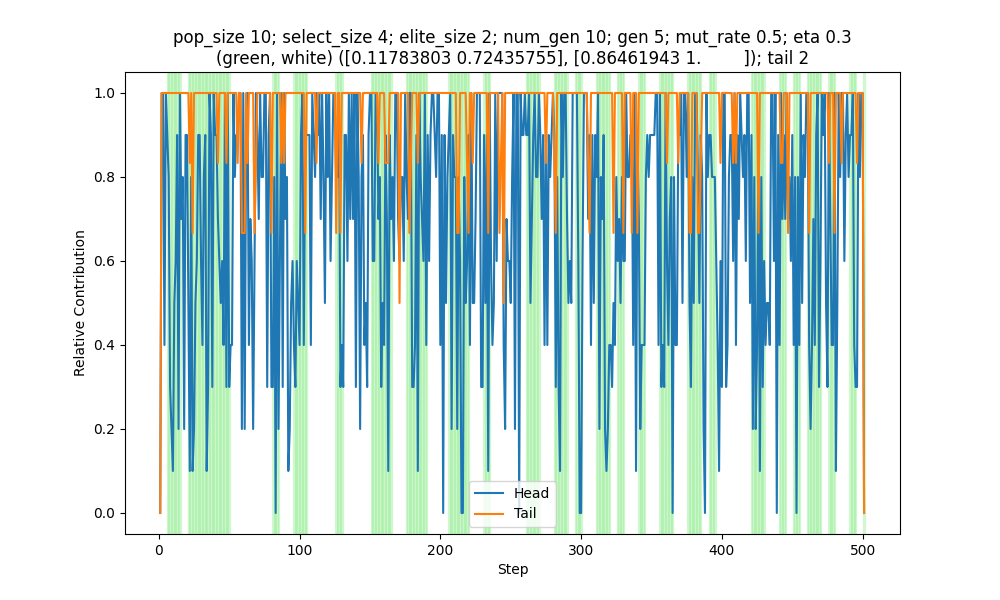 pop_size 10; select_size 4; elite_size 2; num_gen 10; gen 5; mut_rate 0.5; eta 0.3
(green, white) ([0.11783803 0.72435755], [0.86461943 1.        ]); tail 2
1.0
0.8
0.6
0.4
0.2
0.0
Relative Contribution
Head
Tail
0
100
200
300
400
500
Step